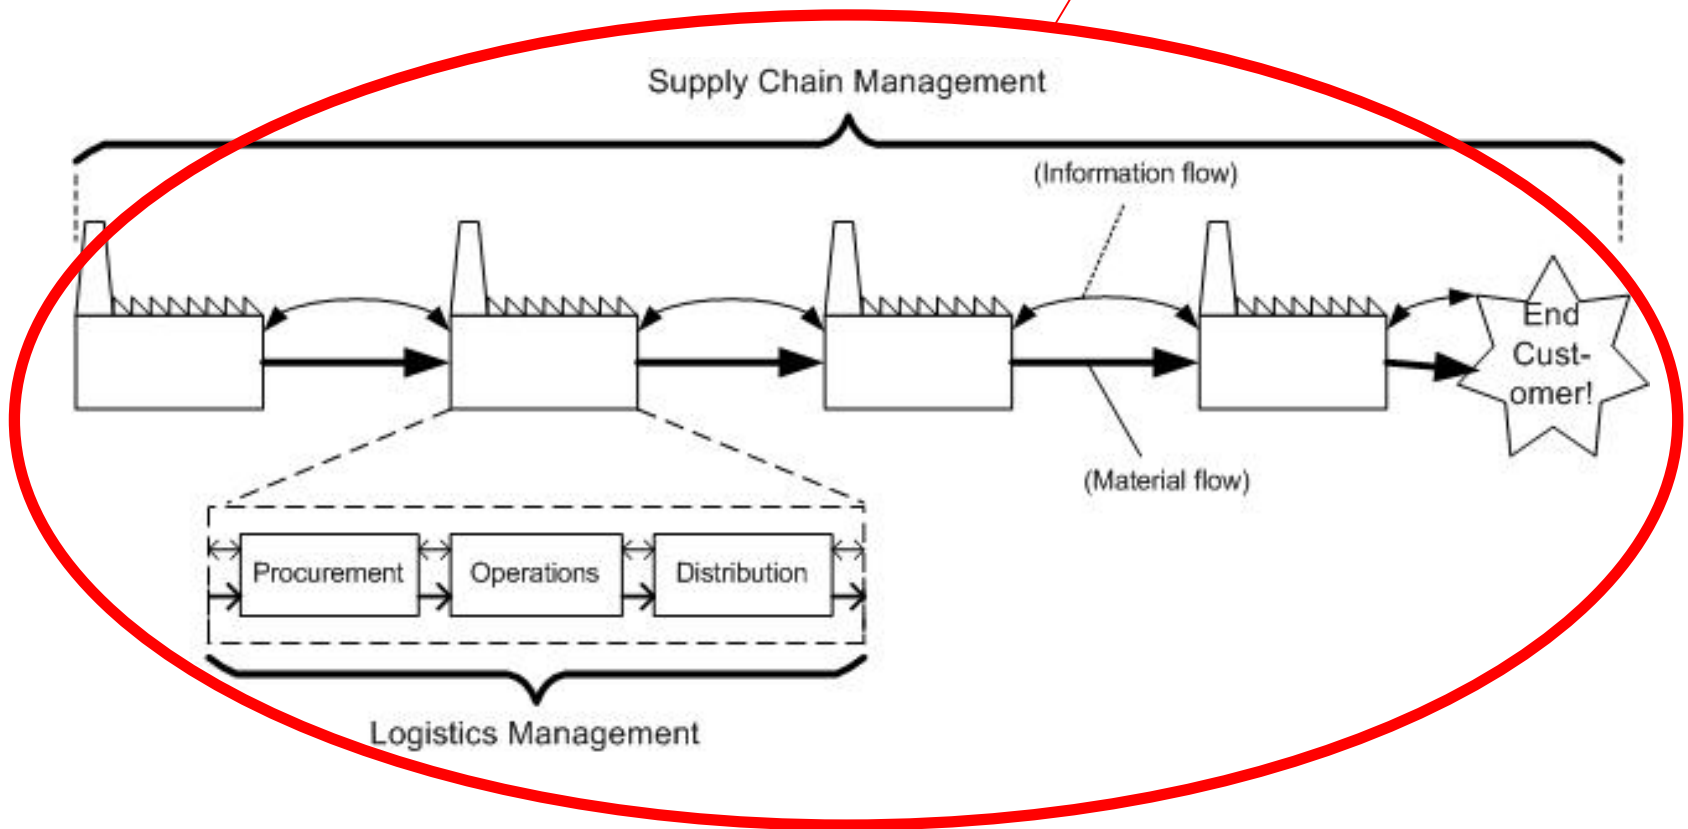 Supply Chain Management
(Information flow)
End
Cust-
omer!
(Material flow)
Procurement
Operations
Distribution
Logistics Management